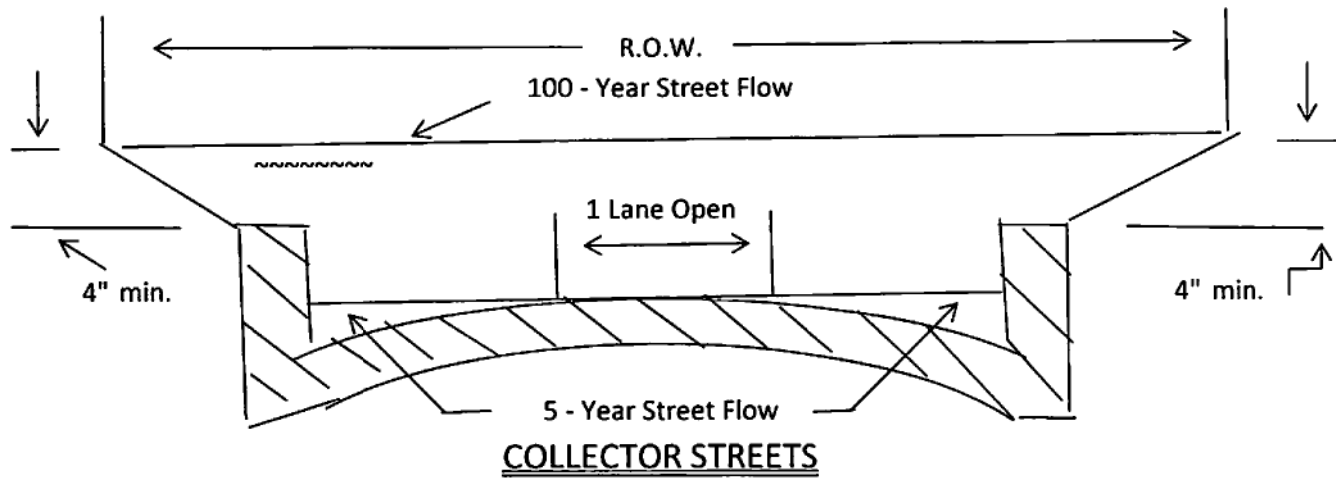 R.O.W.
100 - Year Street Flow
1 Lane Open
4" min.
4" min.
5 - Year Street Flow
COLLECTOR STREETS